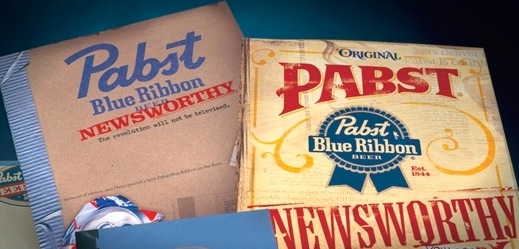 Pabst
Blue Ribbon
BEER
NEWSWORTHY
The revolution will not be televised.
ORIGINAL
PABST
Pabst
Blue Ribbon
BEER
Est.
1844
NEWSWORTHY
Pabst